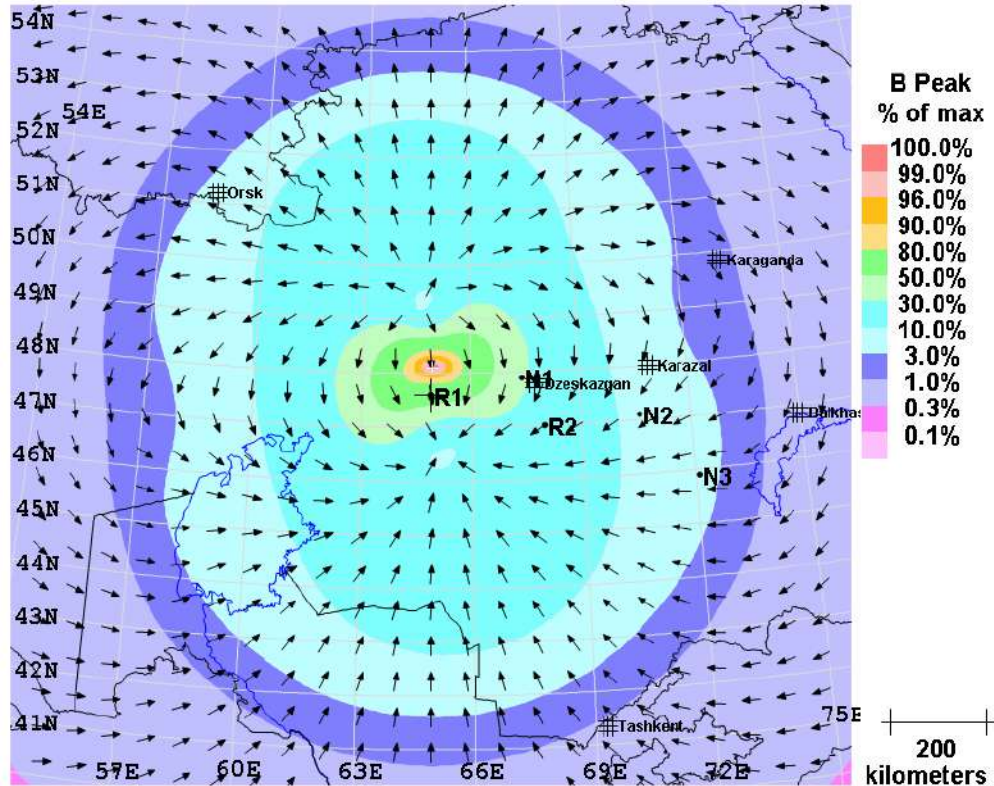 54N
53N
54E
52N
51N
50N
49N
48N
47N
46N
45N
44N
43N
42N
41N
57E
60E
63E
66E
69E
72E
75E
Orsk
Karaganda
Karazal
N1
Dzeskazgan
R1
R2
N2
N3
Tashkent
B Peak
% of max
100.0%
99.0%
96.0%
90.0%
80.0%
50.0%
30.0%
10.0%
3.0%
1.0%
0.3%
0.1%
200
kilometers